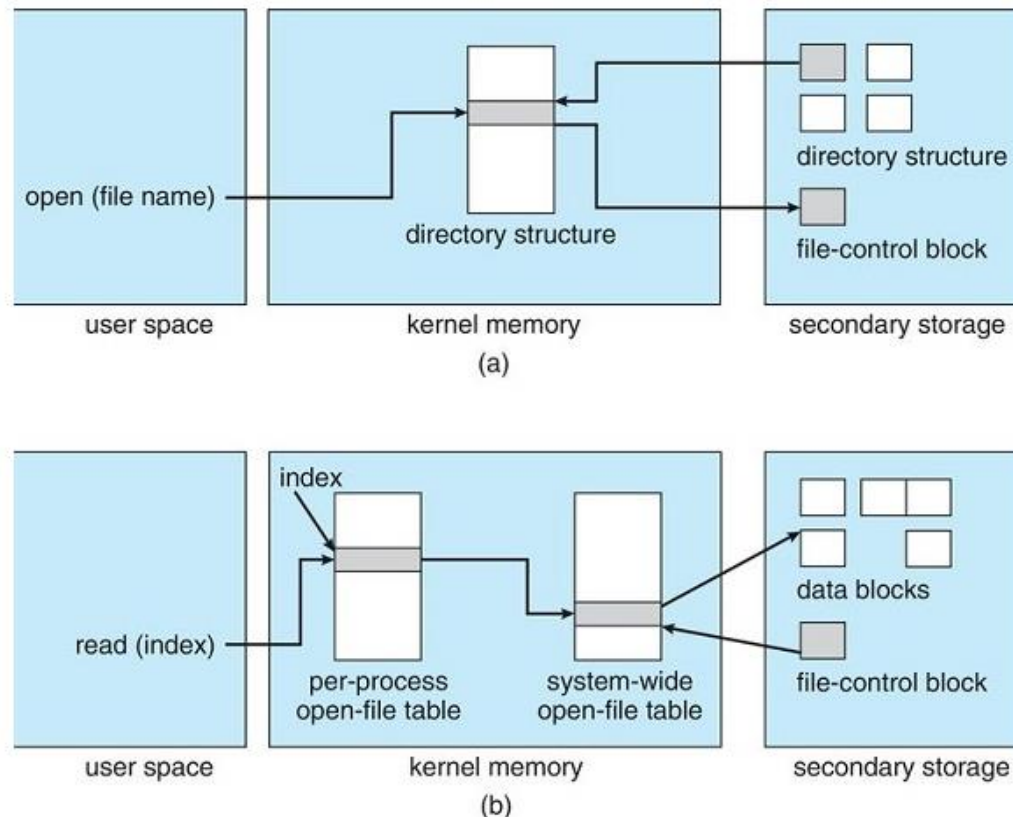 directory structure
open (file name)
directory structure
file-control block
user space
kernel memory
secondary storage
(a)
index
data blocks
read (index)
per-process
open-file table
system-wide
open-file table
file-control block
user space
kernel memory
secondary storage
(b)